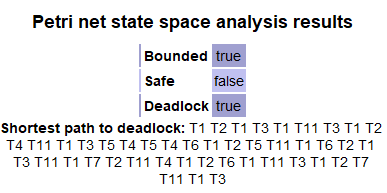 Petri net state space analysis results
Bounded true
Safe false
Deadlock true
Shortest path to deadlock: T1 T2 T1 T3 T1 T11 T3 T1 T2
T4 T11 T1 T3 T5 T4 T5 T4 T6 T1 T2 T5 T11 T1 T6 T2 T1
T3 T11 T1 T7 T2 T11 T4 T1 T2 T6 T1 T11 T3 T1 T2 T7
T11 T1 T3